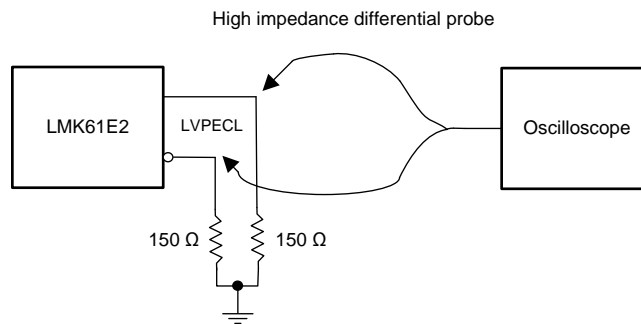 High impedance differential probe
LMK61E2
LVPECL
Oscilloscope
150 Ω
150 Ω